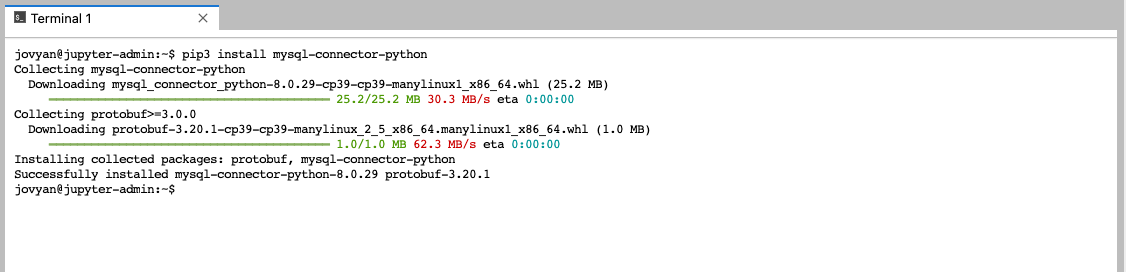 Terminal 1
jovyan@jupyter-admin:~$ pip3 install mysql-connector-python
Collecting mysql-connector-python
  Downloading mysql_connector_python-8.0.29-cp39-cp39-manylinux1_x86_64.whl (25.2 MB)
     25.2/25.2 MB 30.3 MB/s eta 0:00:00
Collecting protobuf>=3.0.0
  Downloading protobuf-3.20.1-cp39-cp39-manylinux_2_5_x86_64.manylinux1_x86_64.whl (1.0 MB)
     1.0/1.0 MB 62.3 MB/s eta 0:00:00
Installing collected packages: protobuf, mysql-connector-python
Successfully installed mysql-connector-python-8.0.29 protobuf-3.20.1
jovyan@jupyter-admin:~$